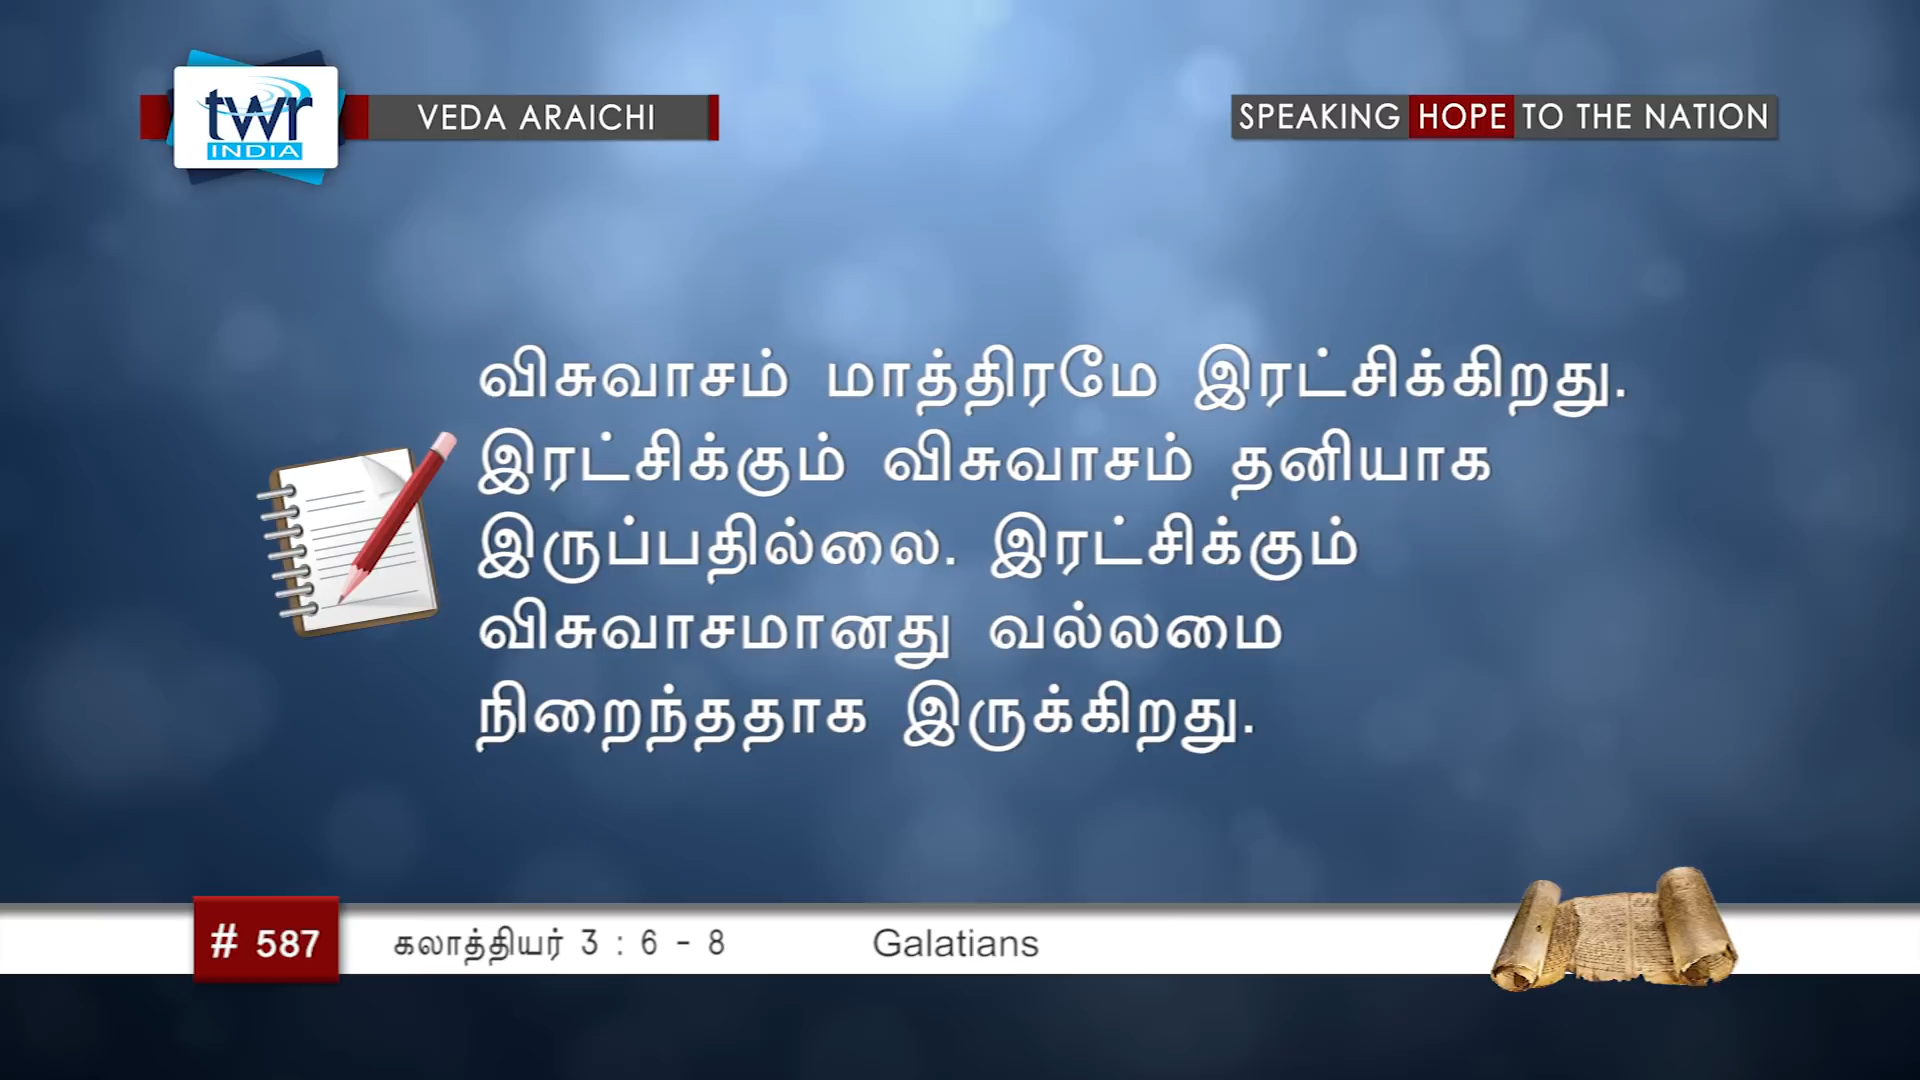 twr
INDIA
VEDA ARAICHI
SPEAKING HOPE TO THE NATION
விசுவாசம் மாத்திரமே இரட்சிக்கிறது.
இரட்சிக்கும் விசுவாசம் தனியாக
இருப்பதில்லை. இரட்சிக்கும்
விசுவாசமானது வல்லமை
நிறைந்ததாக இருக்கிறது.
# 587
கலாத்தியர் 3 : 6 - 8
Galatians